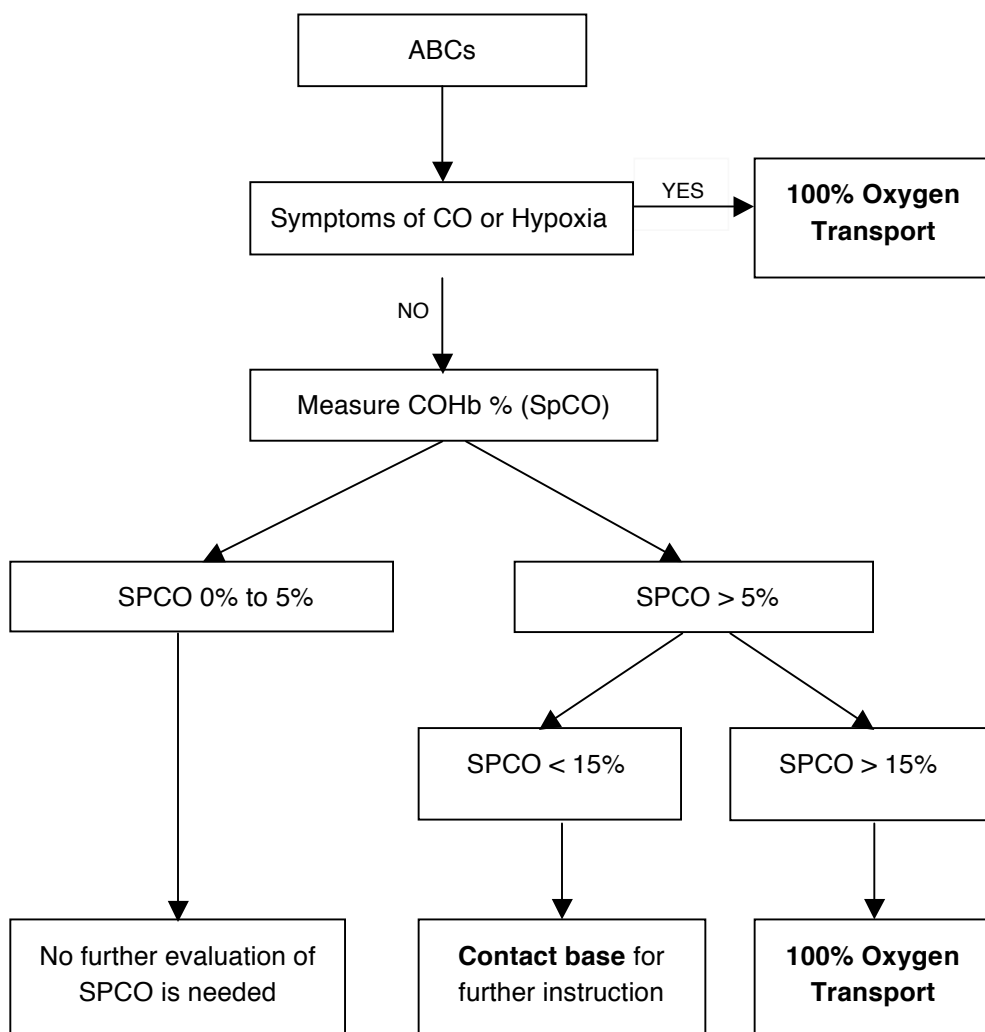 ABCs
Symptoms of CO or Hypoxia
YES
100% Oxygen
Transport
NO
Measure COHb % (SpCO)
SPCO 0% to 5%
SPCO > 5%
SPCO < 15%
SPCO > 15%
No further evaluation of
SPCO is needed
Contact base for
further instruction
100% Oxygen
Transport